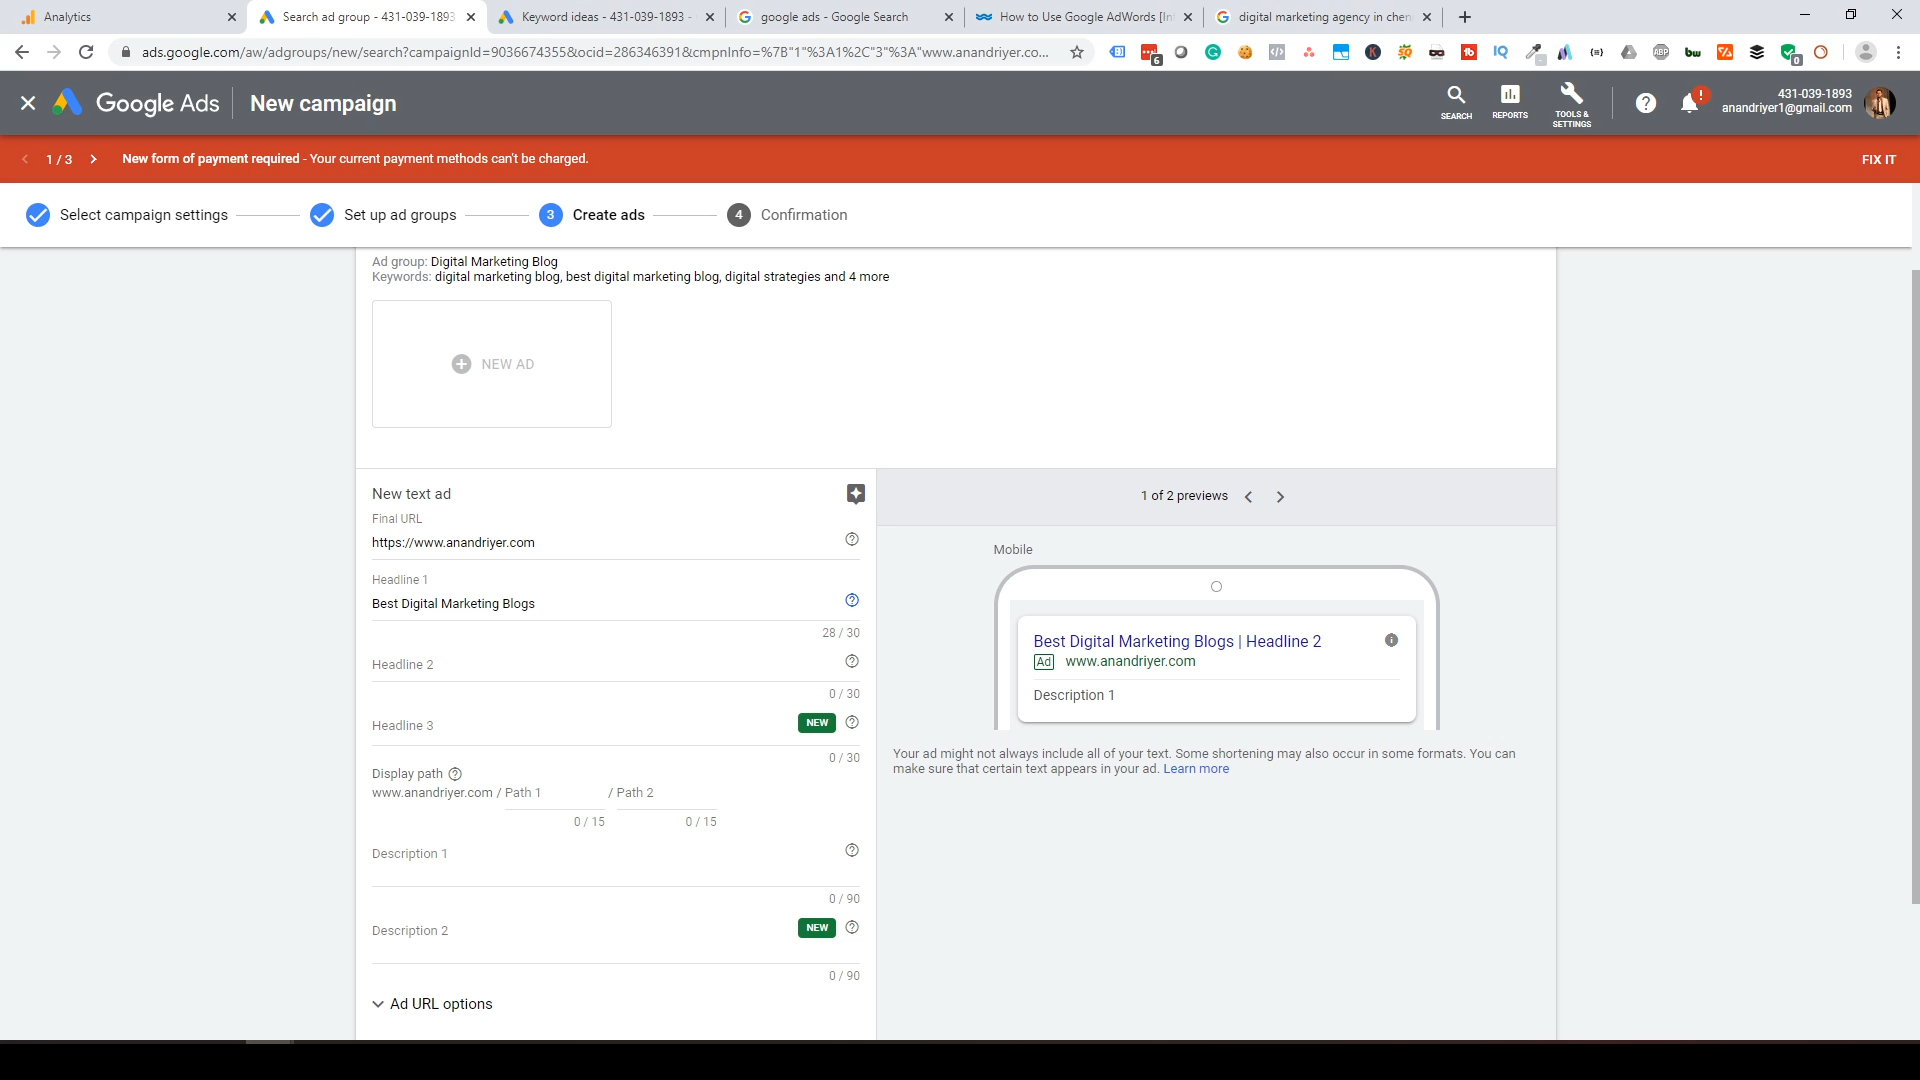 Analytics
Search ad group - 431-039-1893
Keyword ideas - 431-039-1893 -
google ads - Google Search
How to Use Google AdWords [In
digital marketing agency in chen
ads.google.com/aw/adgroups/new/search?campaignId=9036674355&ocid=286346391&cmpnInfo=%7B"1"%3A1%2C"3"%3A"www.anandriyer.co...
Google Ads
New campaign
SEARCH
REPORTS
TOOLS & SETTINGS
431-039-1893
anandriyer1@gmail.com
1 / 3
New form of payment required - Your current payment methods can't be charged.
FIX IT
Select campaign settings
Set up ad groups
3 Create ads
4 Confirmation
Ad group: Digital Marketing Blog
Keywords: digital marketing blog, best digital marketing blog, digital strategies and 4 more
NEW AD
New text ad
Final URL
https://www.anandriyer.com
Headline 1
Best Digital Marketing Blogs
28 / 30
Headline 2
0 / 30
Headline 3
NEW
0 / 30
Display path
www.anandriyer.com / Path 1 / Path 2
0 / 15
0 / 15
Description 1
0 / 90
Description 2
NEW
0 / 90
Ad URL options
1 of 2 previews
Mobile
Best Digital Marketing Blogs | Headline 2
Ad www.anandriyer.com
Description 1
Your ad might not always include all of your text. Some shortening may also occur in some formats. You can
make sure that certain text appears in your ad. Learn more